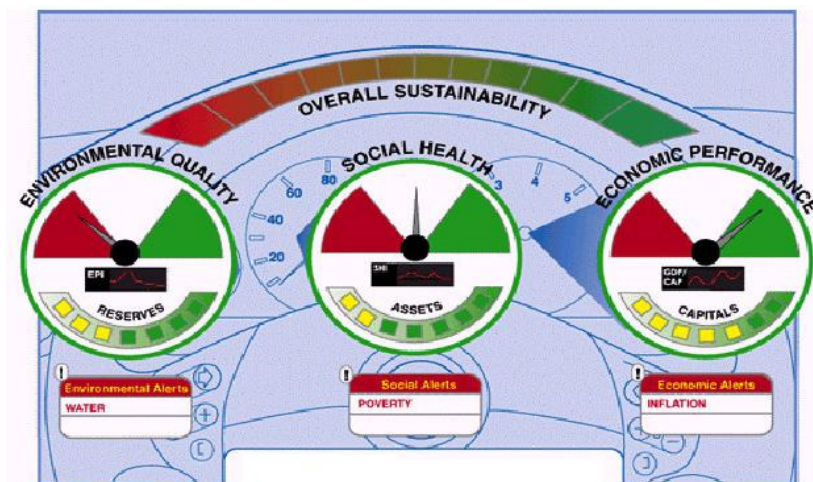 OVERALL SUSTAINABILITY
ENVIRONMENTAL QUALITY
SOCIAL HEALTH
ECONOMIC PERFORMANCE
80
60
40
20
3
4
5
EPI
SHI
GDP/
CAP
RESERVES
ASSETS
CAPITALS
!
Environmental Alerts
WATER
!
Social Alerts
POVERTY
!
Economic Alerts
INFLATION